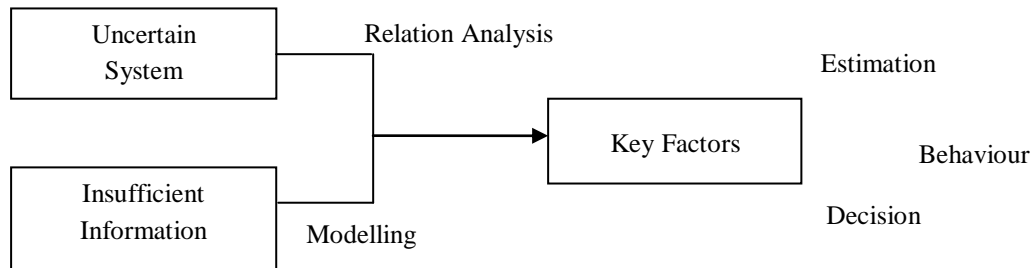 Uncertain
System
Relation Analysis
Estimation
Key Factors
Behaviour
Insufficient
Information
Modelling
Decision